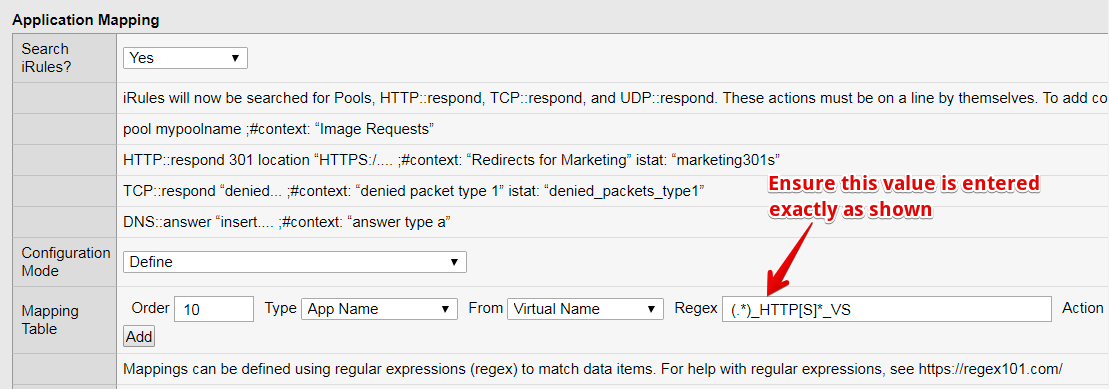 Application Mapping
Search iRules?
Yes
iRules will now be searched for Pools, HTTP::respond, TCP::respond, and UDP::respond. These actions must be on a line by themselves. To add co
pool mypoolname ;#context: “Image Requests”
HTTP::respond 301 location “HTTPS:/.... ;#context: “Redirects for Marketing” istat: “marketing301s”
TCP::respond “denied... ;#context: “denied packet type 1” istat: “denied_packets_type1”
Ensure this value is entered
exactly as shown
DNS::answer “insert.... ;#context: “answer type a”
Configuration Mode
Define
Mapping Table
Order 10 Type App Name From Virtual Name Regex (.*)_HTTP[S]*_VS Action
Add
Mappings can be defined using regular expressions (regex) to match data items. For help with regular expressions, see https://regex101.com/